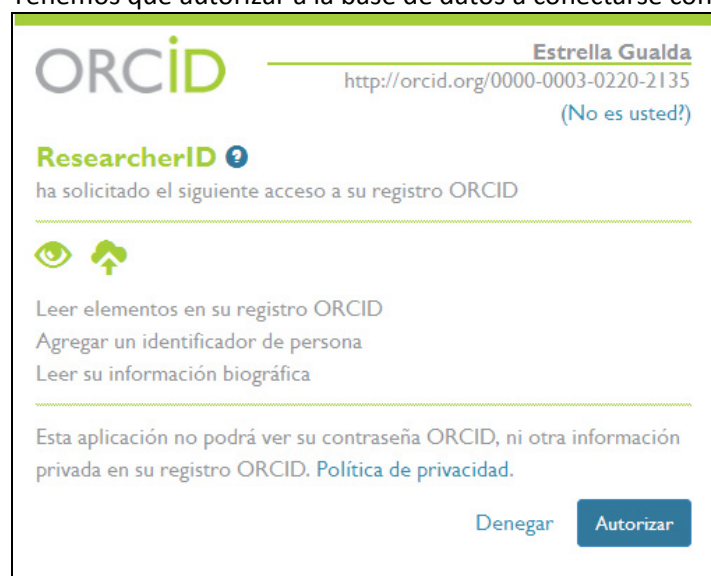 Tenemos que autorizar a la base de datos a conectarse con
ORCID
Estrella Gualda
http://orcid.org/0000-0003-0220-2135
(No es usted?)
ResearcherID ?
ha solicitado el siguiente acceso a su registro ORCID
Leer elementos en su registro ORCID
Agregar un identificador de persona
Leer su información biográfica
Esta aplicación no podrá ver su contraseña ORCID, ni otra información
privada en su registro ORCID. Política de privacidad.
Denegar Autorizar